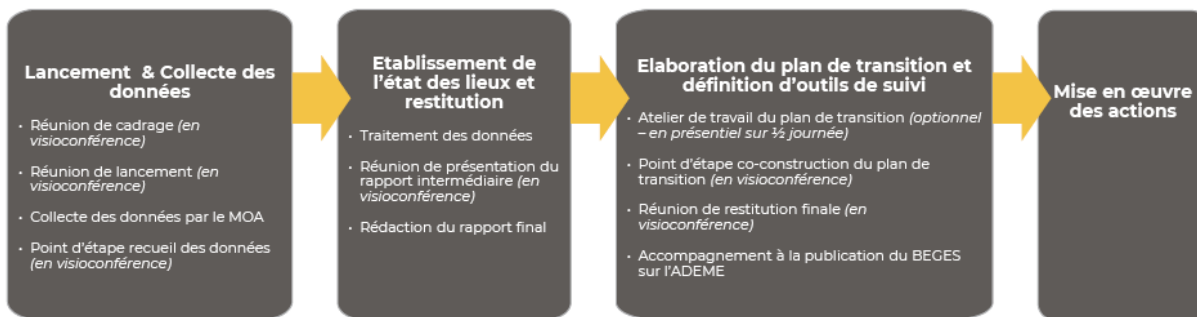 Lancement & Collecte des
données
• Réunion de cadrage (en
visioconférence)
• Réunion de lancement (en
visioconférence)
• Collecte des données par le MOA
• Point d'étape recueil des données
(en visioconférence)
Etablissement de
l'état des lieux et
restitution
• Traitement des données
• Réunion de présentation du
rapport intermédiaire (en
visioconférence)
• Rédaction du rapport final
Elaboration du plan de transition et
définition d'outils de suivi
• Atelier de travail du plan de transition (optionnel
– en présentiel sur ½ journée)
• Point d'étape co-construction du plan de
transition (en visioconférence)
• Réunion de restitution finale (en
visioconférence)
• Accompagnement à la publication du BEGES
sur l'ADEME
Mise en œuvre
des actions